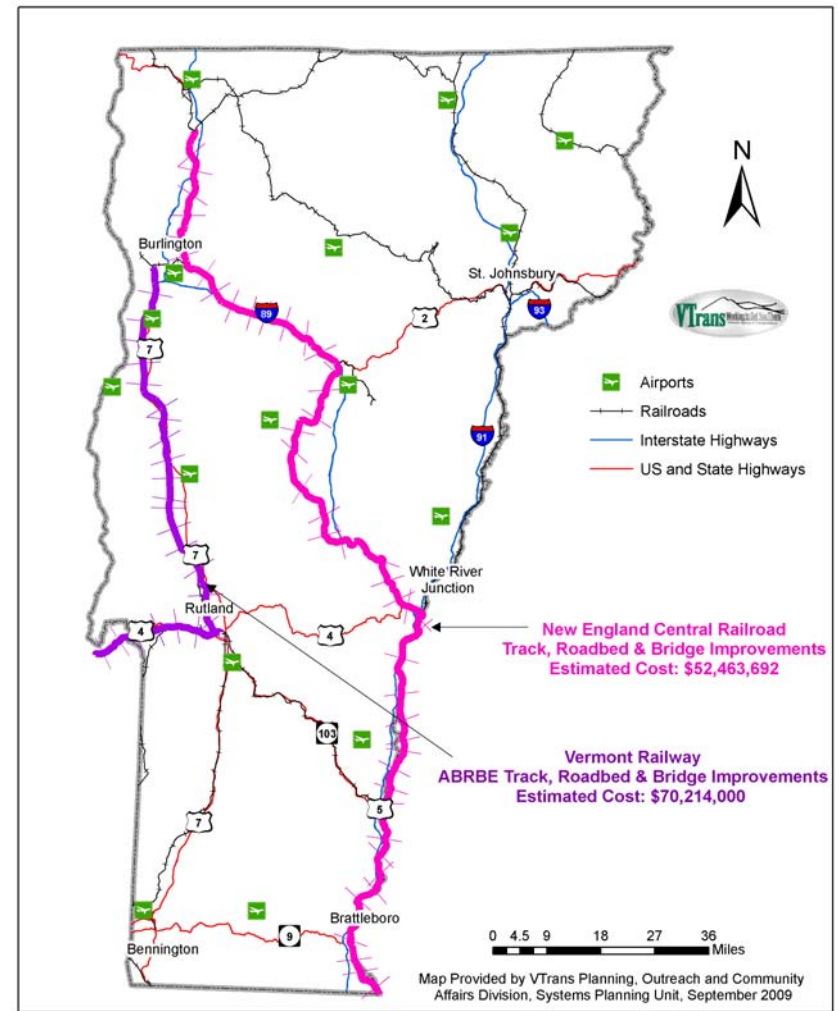 N
Burlington
St. Johnsbury
89
2
93
VTrans
7
Airports
Railroads
91
Interstate Highways
US and State Highways
7
White River
Junction
Rutland
4
4
New England Central Railroad
Track, Roadbed & Bridge Improvements
Estimated Cost: $52,463,692
103
Vermont Railway
ABRBE Track, Roadbed & Bridge Improvements
Estimated Cost: $70,214,000
5
7
Brattleboro
9
Bennington
0 4.5 9 18 27 36
Miles
Map Provided by VTrans Planning, Outreach and Community
Affairs Division, Systems Planning Unit, September 2009